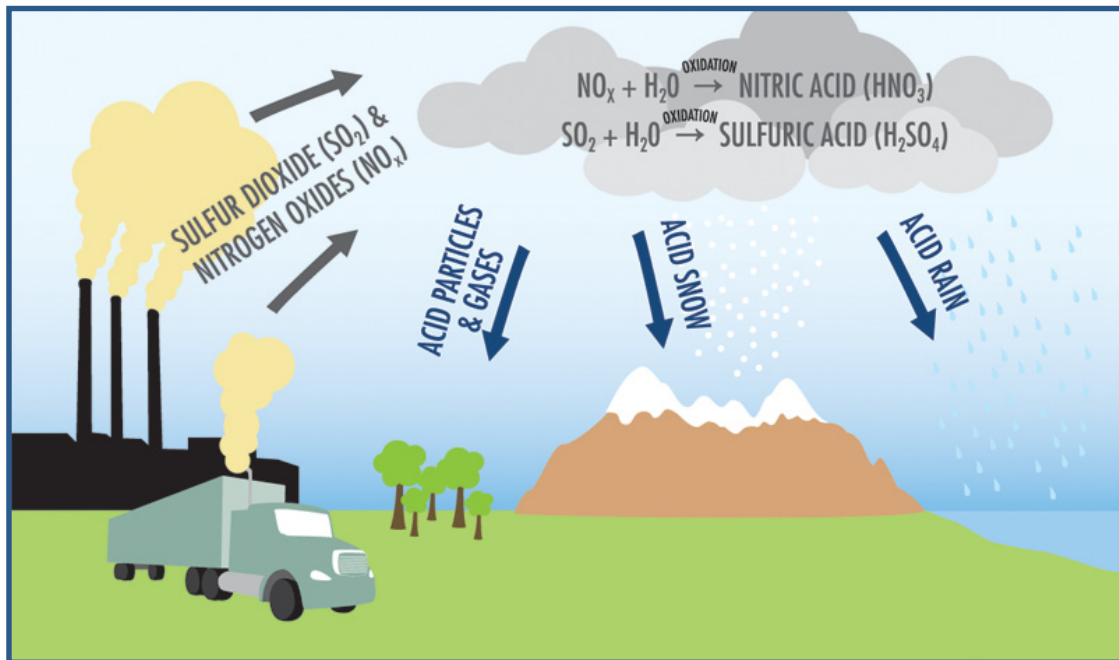 NOₓ + H₂O OXIDATION → NITRIC ACID (HNO₃)
SO₂ + H₂O OXIDATION → SULFURIC ACID (H₂SO₄)
SULFUR DIOXIDE (SO₂) &
NITROGEN OXIDES (NOₓ)
ACID PARTICLES
& GASES
ACID SNOW
ACID RAIN